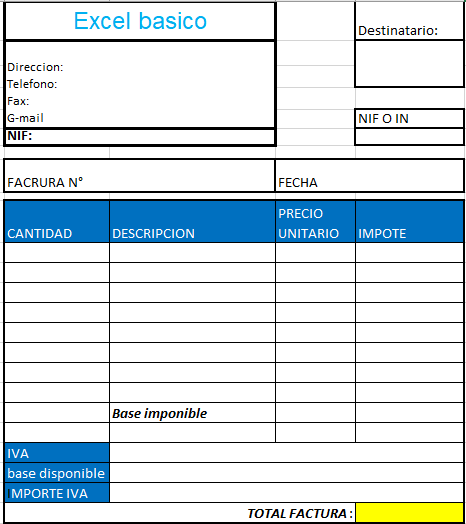 Excel basico
Destinatario:
Direccion:
Telefono:
Fax:
G-mail
NIF O IN
NIF:
FACRURA N°
FECHA
CANTIDAD
DESCRIPCION
PRECIO
UNITARIO
IMPOTE
Base imponible
IVA
base disponible
IMPORTE IVA
TOTAL FACTURA :